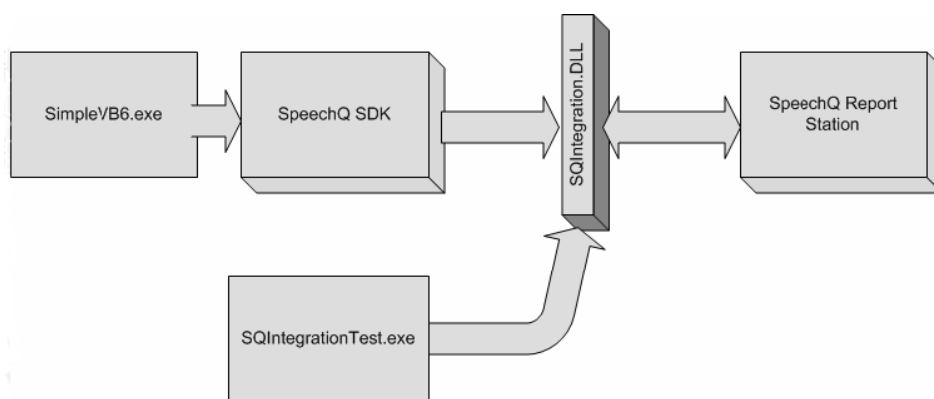 SimpleVB6.exe
SpeechQ SDK
SQIntegration.DLL
SpeechQ Report
Station
SQIntegrationTest.exe